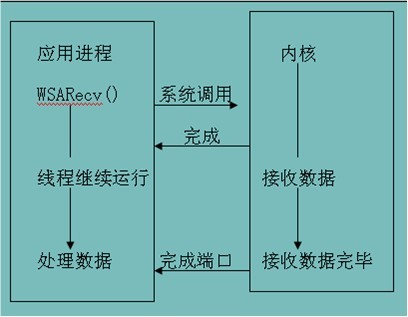 应用进程
内核
WSARecv()
系统调用
完成
线程继续运行
接收数据
处理数据
完成端口
接收数据完毕